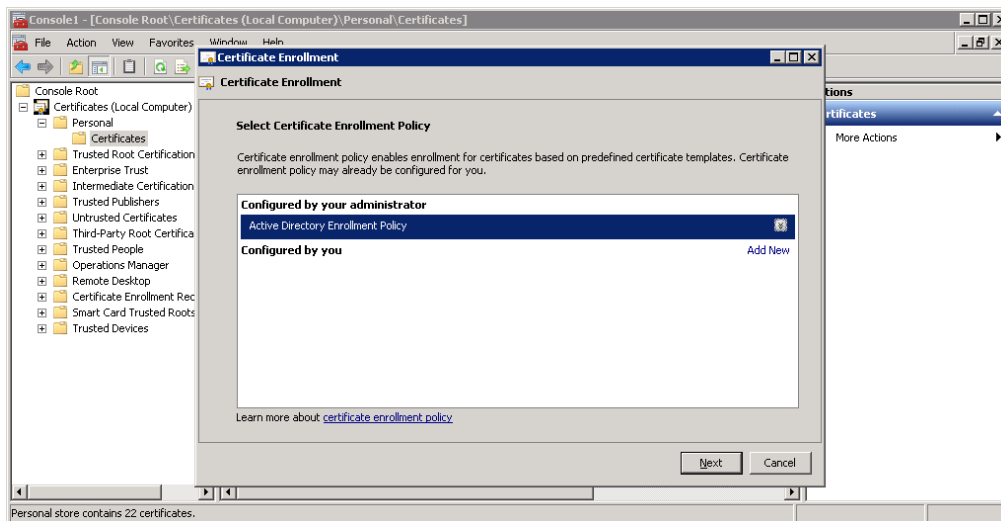 Console1 - [Console Root\Certificates (Local Computer)\Personal\Certificates]
File Action View Favorites Window Help
Certificate Enrollment
Certificate Enrollment
Console Root
Certificates (Local Computer)
Personal
Certificates
Trusted Root Certification
Enterprise Trust
Intermediate Certification
Trusted Publishers
Untrusted Certificates
Third-Party Root Certifica
Trusted People
Operations Manager
Remote Desktop
Certificate Enrollment Rec
Smart Card Trusted Roots
Trusted Devices
Select Certificate Enrollment Policy
Certificate enrollment policy enables enrollment for certificates based on predefined certificate templates. Certificate
enrollment policy may already be configured for you.
Configured by your administrator
Active Directory Enrollment Policy
Configured by you Add New
Learn more about certificate enrollment policy
Next Cancel
tions
rtificates
More Actions
Personal store contains 22 certificates.